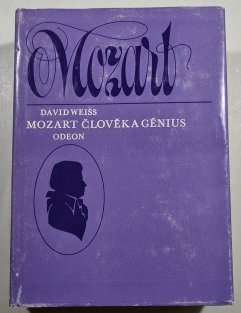 Mozart
DAVID WEISS
MOZART ČLOVĚK A GÉNIUS
ODEON